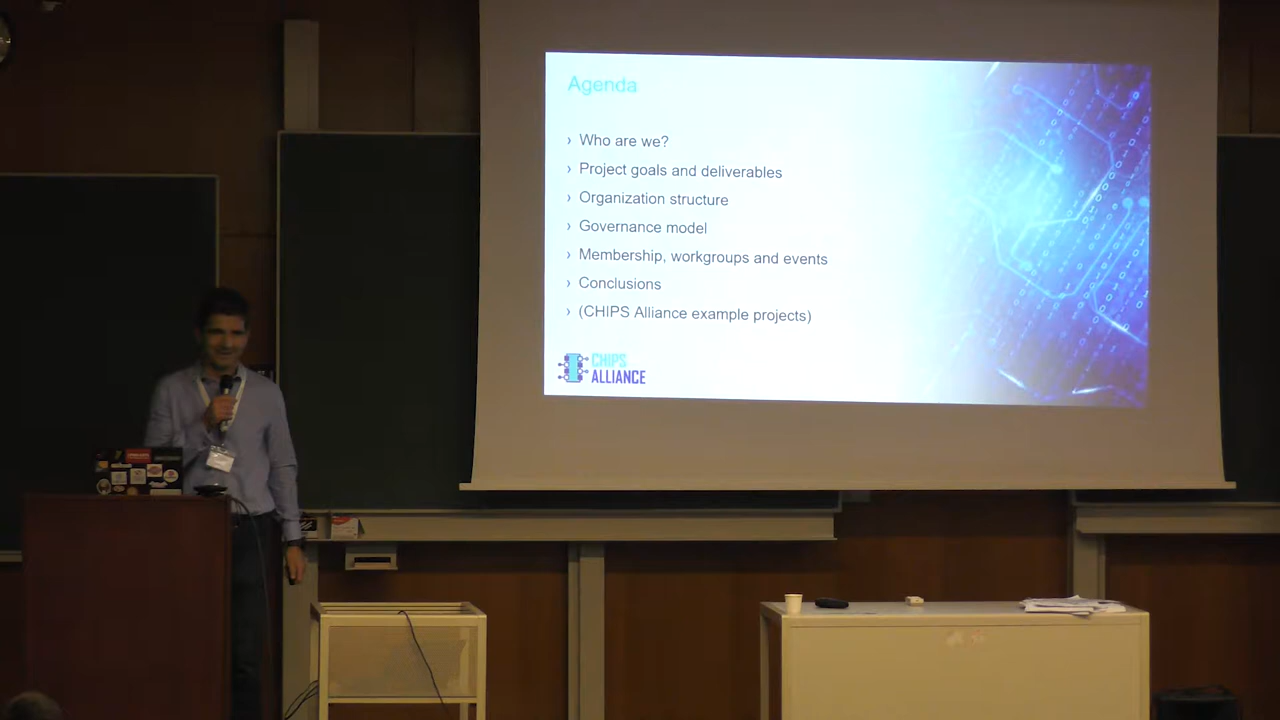 Agenda
› Who are we?
› Project goals and deliverables
› Organization structure
› Governance model
› Membership, workgroups and events
› Conclusions
› (CHIPS Alliance example projects)
CHIPS
ALLIANCE